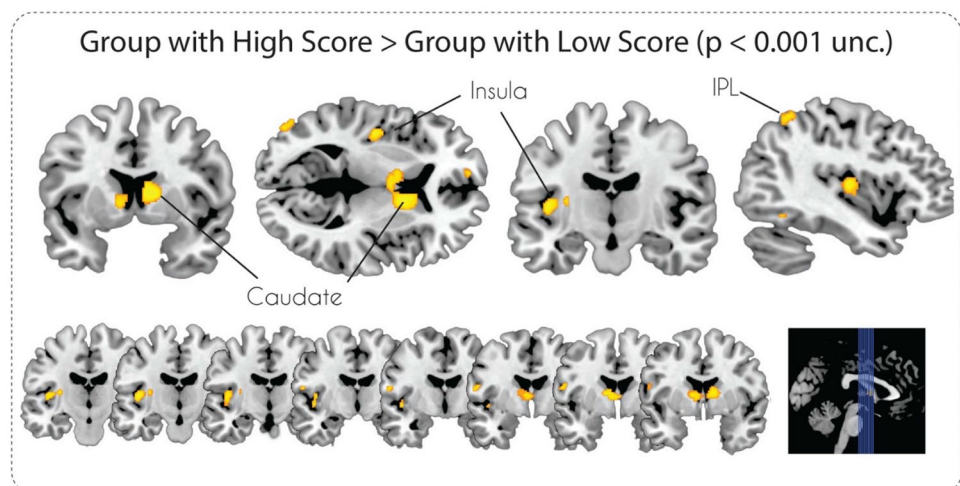 Group with High Score > Group with Low Score (p < 0.001 unc.)
Insula
IPL
Caudate